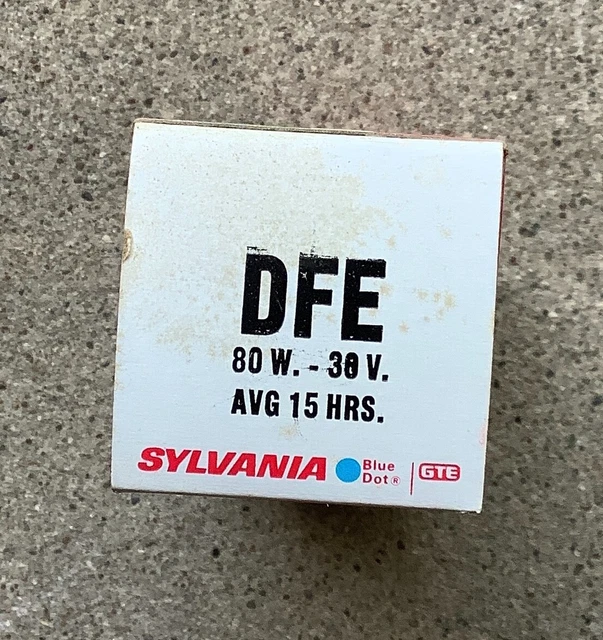 DFE
80 W. - 30 V.
AVG 15 HRS.
SYLVANIA Blue Dot® GTE